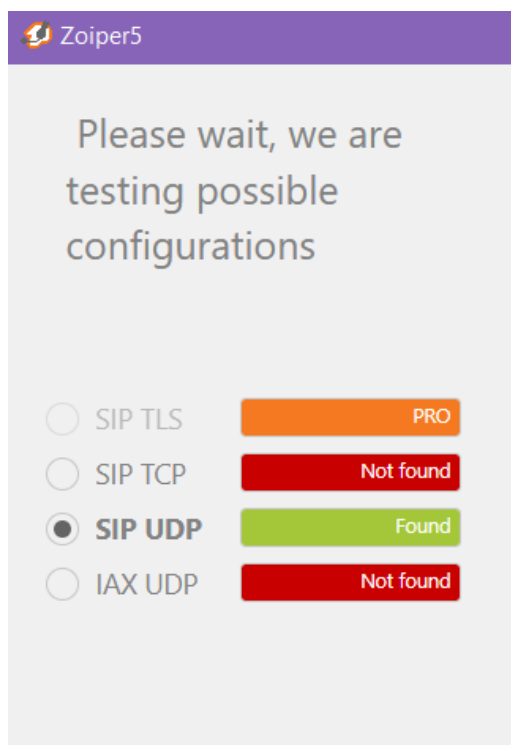 Zoiper5
Please wait, we are
testing possible
configurations
SIP TLS PRO
SIP TCP Not found
SIP UDP Found
IAX UDP Not found